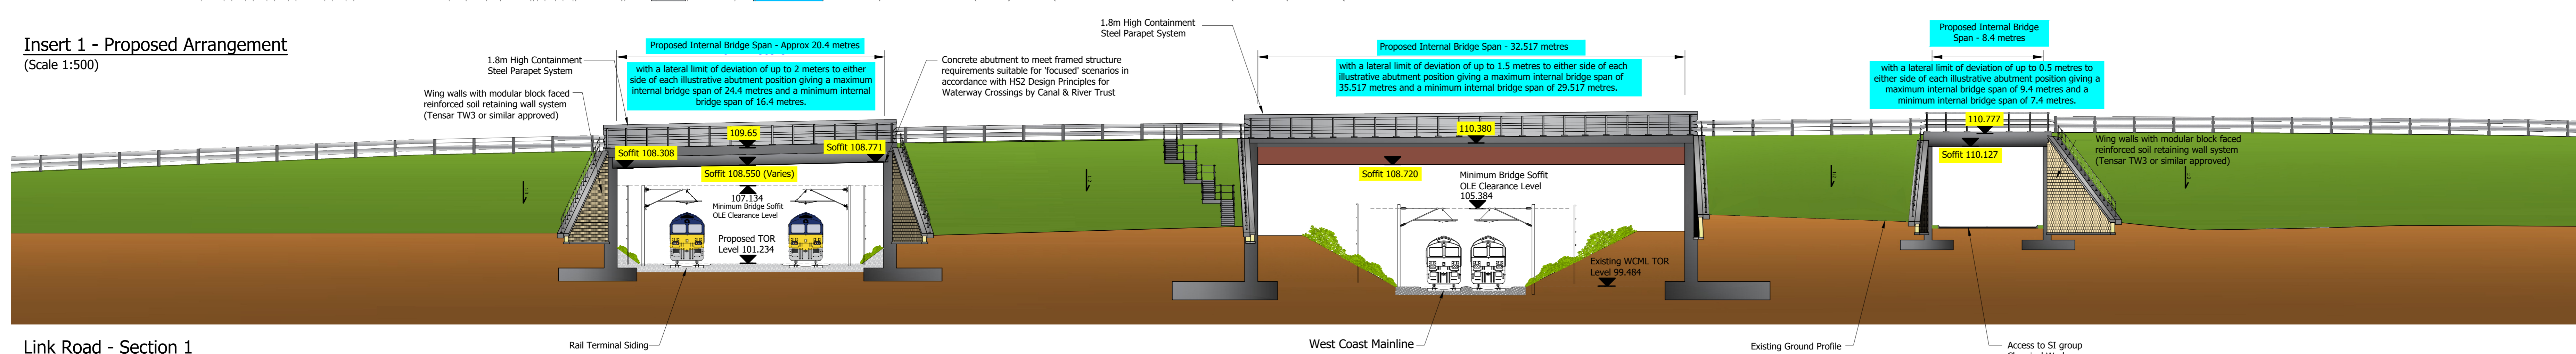 Insert 1 - Proposed Arrangement
(Scale 1:500)
1.8m High Containment
Steel Parapet System
Wing walls with modular block faced
reinforced soil retaining wall system
(Tensar TW3 or similar approved)
Proposed Internal Bridge Span - Approx 20.4 metres
with a lateral limit of deviation of up to 2 meters to either
side of each illustrative abutment position giving a maximum
internal bridge span of 24.4 metres and a minimum internal
bridge span of 16.4 metres.
Concrete abutment to meet framed structure
requirements suitable for 'focused' scenarios in
accordance with HS2 Design Principles for
Waterway Crossings by Canal & River Trust
109.65
Soffit 108.308
Soffit 108.771
Soffit 108.550 (Varies)
107.134
Minimum Bridge Soffit
OLE Clearance Level
Proposed TOR
Level 101.234
Rail Terminal Siding
1.8m High Containment
Steel Parapet System
Proposed Internal Bridge Span - 32.517 metres
with a lateral limit of deviation of up to 1.5 metres to either side of each
illustrative abutment position giving a maximum internal bridge span of
35.517 metres and a minimum internal bridge span of 29.517 metres.
110.380
Soffit 108.720
Minimum Bridge Soffit
OLE Clearance Level
105.384
Existing WCML TOR
Level 99.484
West Coast Mainline
Proposed Internal Bridge
Span - 8.4 metres
with a lateral limit of deviation of up to 0.5 metres to
either side of each illustrative abutment position giving a
maximum internal bridge span of 9.4 metres and a
minimum internal bridge span of 7.4 metres.
110.777
Soffit 110.127
Wing walls with modular block faced
reinforced soil retaining wall system
(Tensar TW3 or similar approved)
Existing Ground Profile
Access to SI group
Link Road - Section 1